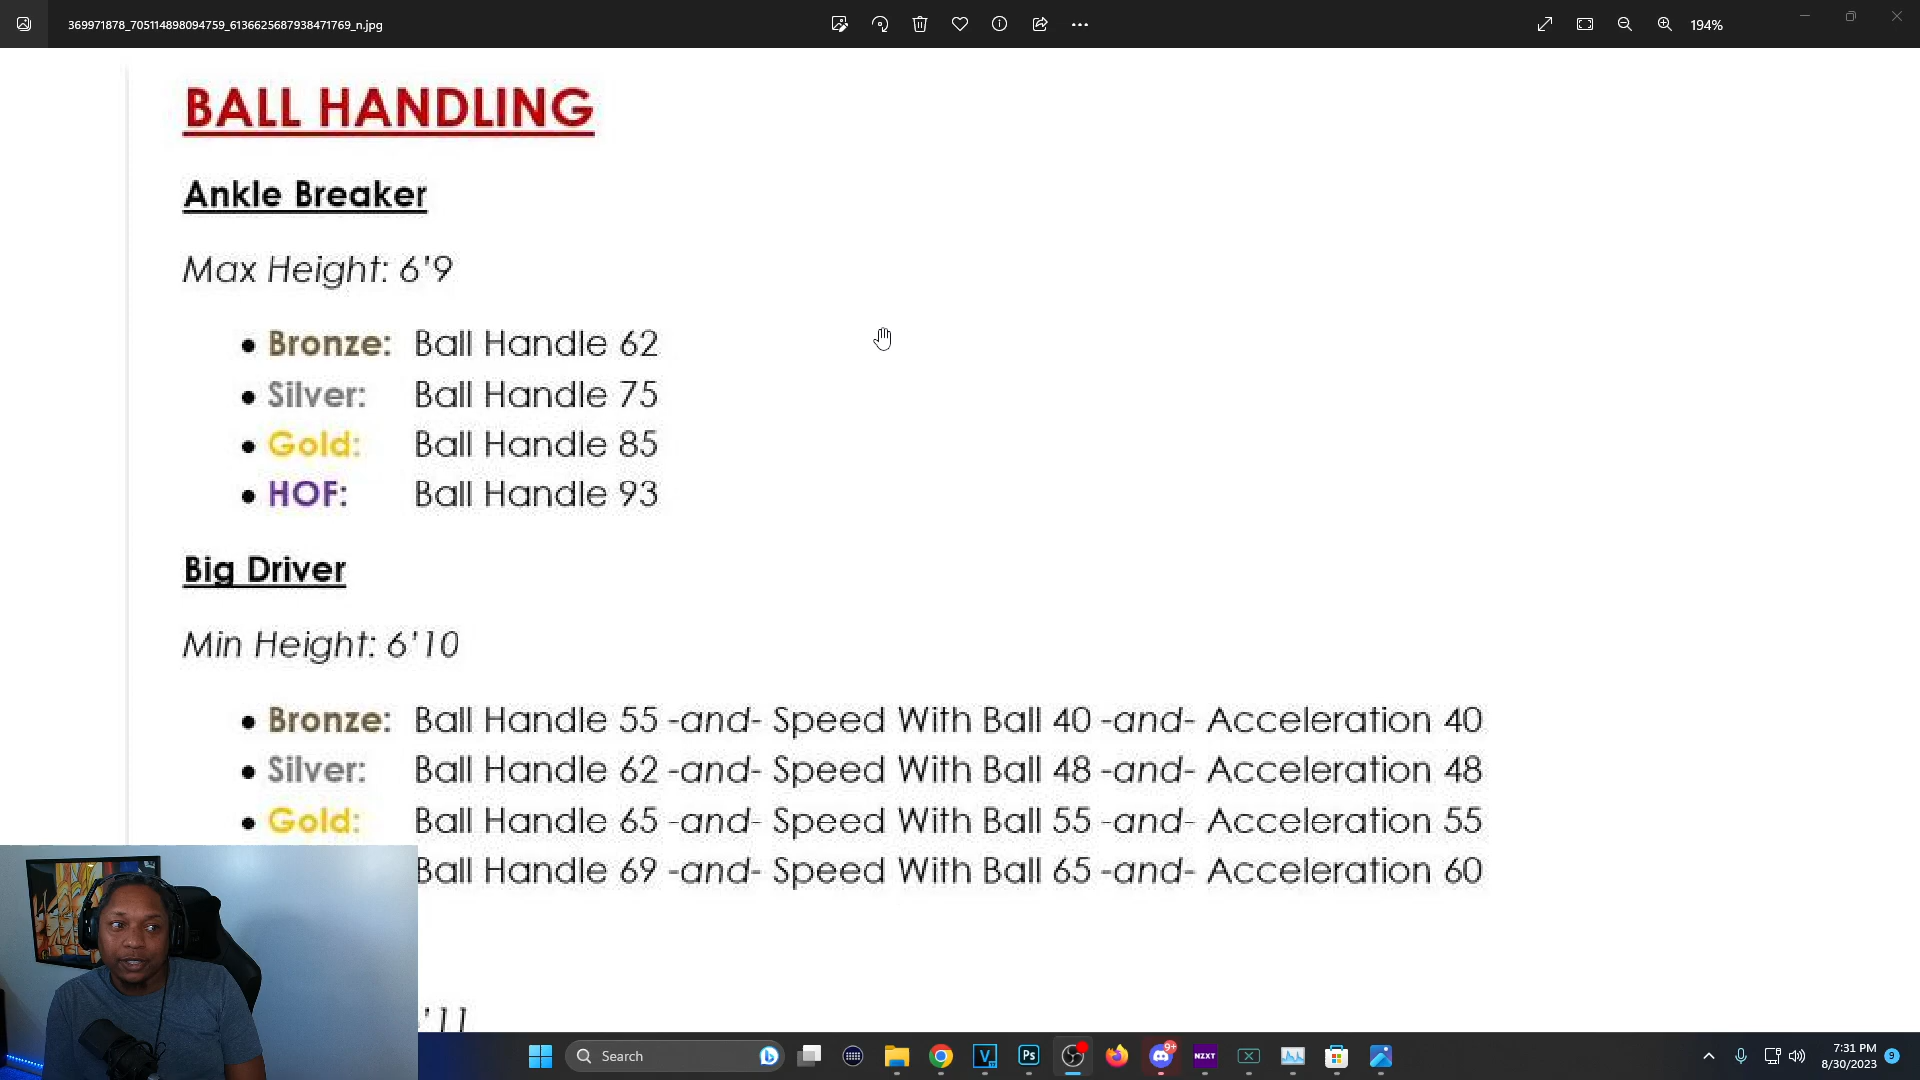 369971878_705114898094759_6136625687938471769_n.jpg
194%
BALL HANDLING
Ankle Breaker
Max Height: 6'9
• Bronze: Ball Handle 62
• Silver: Ball Handle 75
• Gold: Ball Handle 85
• HOF: Ball Handle 93
Big Driver
Min Height: 6'10
• Bronze: Ball Handle 55 -and- Speed With Ball 40 -and- Acceleration 40
• Silver: Ball Handle 62 -and- Speed With Ball 48 -and- Acceleration 48
• Gold: Ball Handle 65 -and- Speed With Ball 55 -and- Acceleration 55
Ball Handle 69 -and- Speed With Ball 65 -and- Acceleration 60
'11
Search
V
Ps
9+
NZXT
7:31 PM
8/30/2023
9